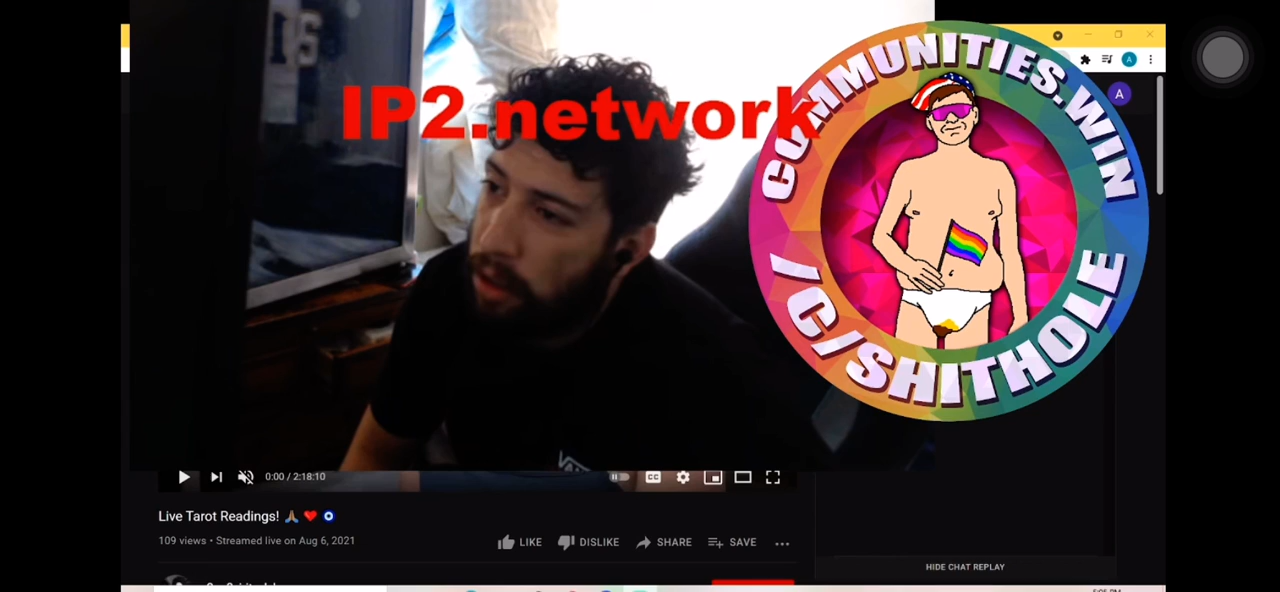 IP2.network
COMMUNITIES.WIN
/C/SHITHOLE
A
A
0:00 / 2:18:10
CC
Live Tarot Readings!
109 views • Streamed live on Aug 6, 2021
LIKE
DISLIKE
SHARE
SAVE
HIDE CHAT REPLAY